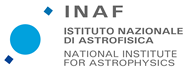 INAF
ISTITUTO NAZIONALE
DI ASTROFISICA
NATIONAL INSTITUTE
FOR ASTROPHYSICS